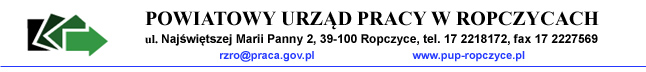 POWIATOWY URZĄD PRACY W ROPCZYCACH
ul. Najświętszej Marii Panny 2, 39-100 Ropczyce, tel. 17 2218172, fax 17 2227569
rzro@praca.gov.pl www.pup-ropczyce.pl